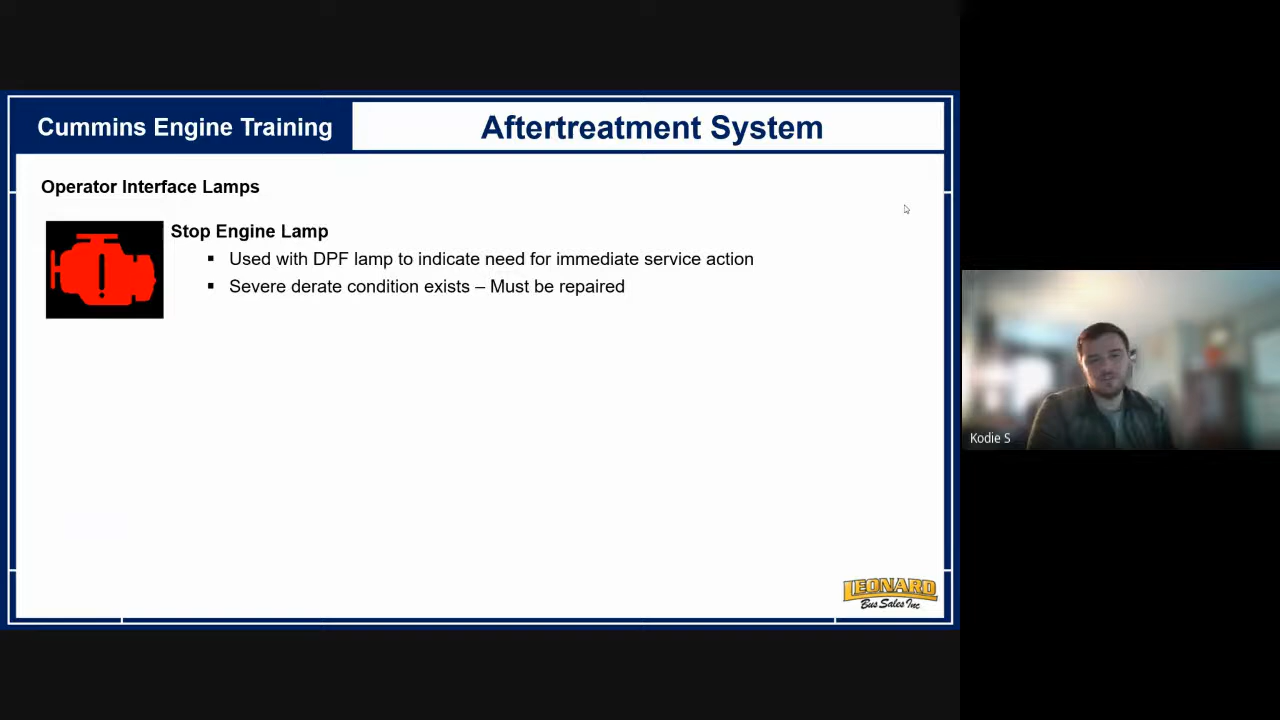 Cummins Engine Training
Aftertreatment System
Operator Interface Lamps
Stop Engine Lamp
▪ Used with DPF lamp to indicate need for immediate service action
▪ Severe derate condition exists – Must be repaired
Kodie S
LEONARD
Bus Sales Inc